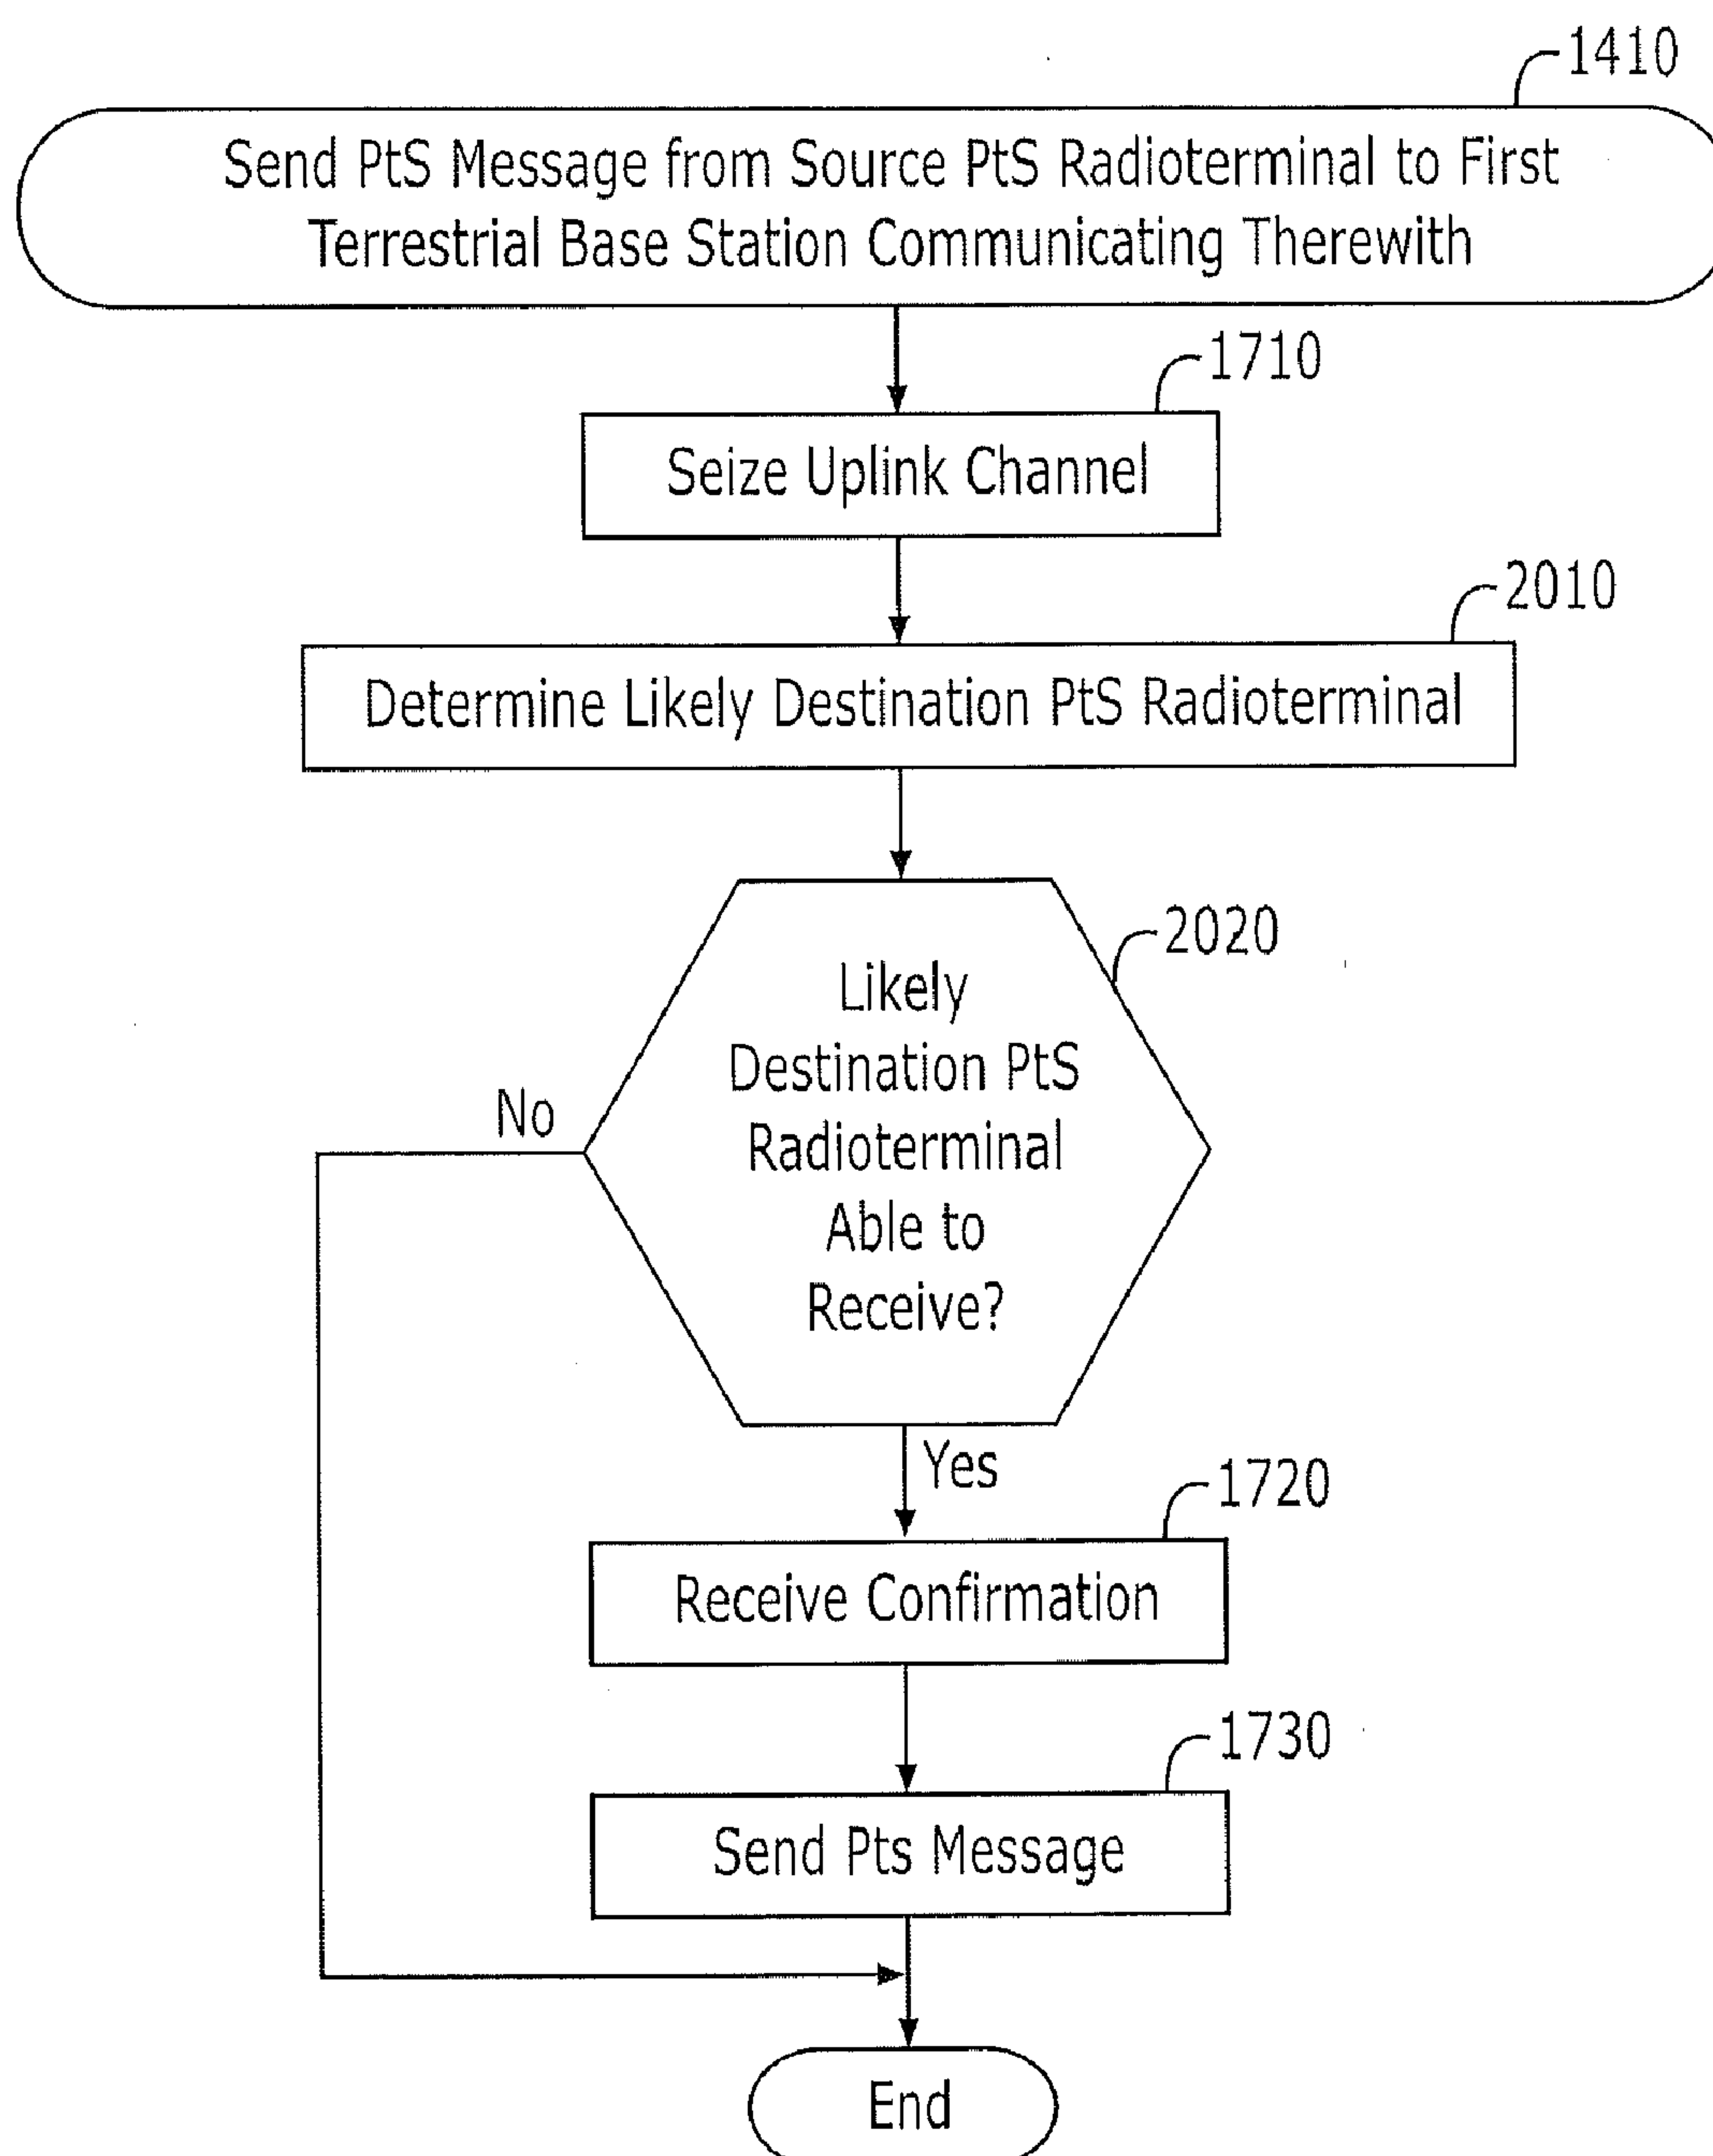 1410
Send PtS Message from Source PtS Radioterminal to First
Terrestrial Base Station Communicating Therewith
1710
Seize Uplink Channel
2010
Determine Likely Destination PtS Radioterminal
2020
Likely
Destination PtS
Radioterminal
Able to
Receive?
No
Yes
1720
Receive Confirmation
1730
Send Pts Message
End